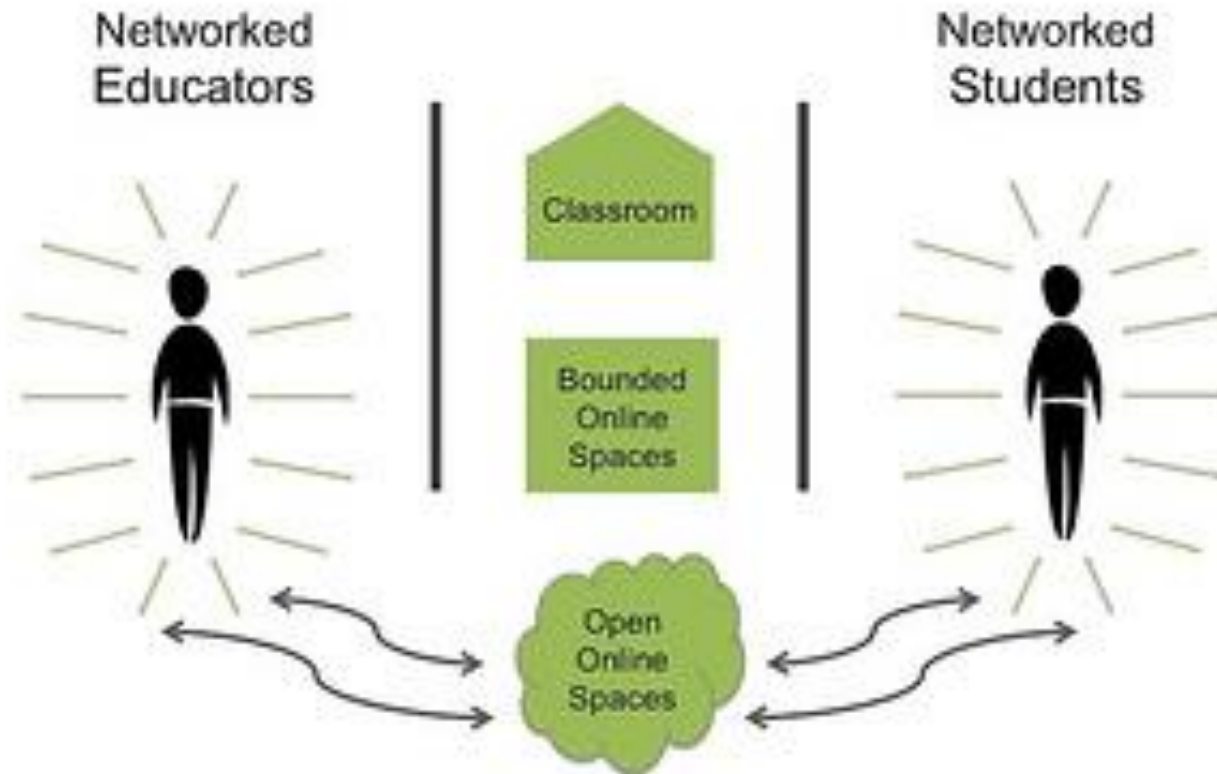 Networked
Educators
Networked
Students
Classroom
Bounded
Online
Spaces
Open
Online
Spaces